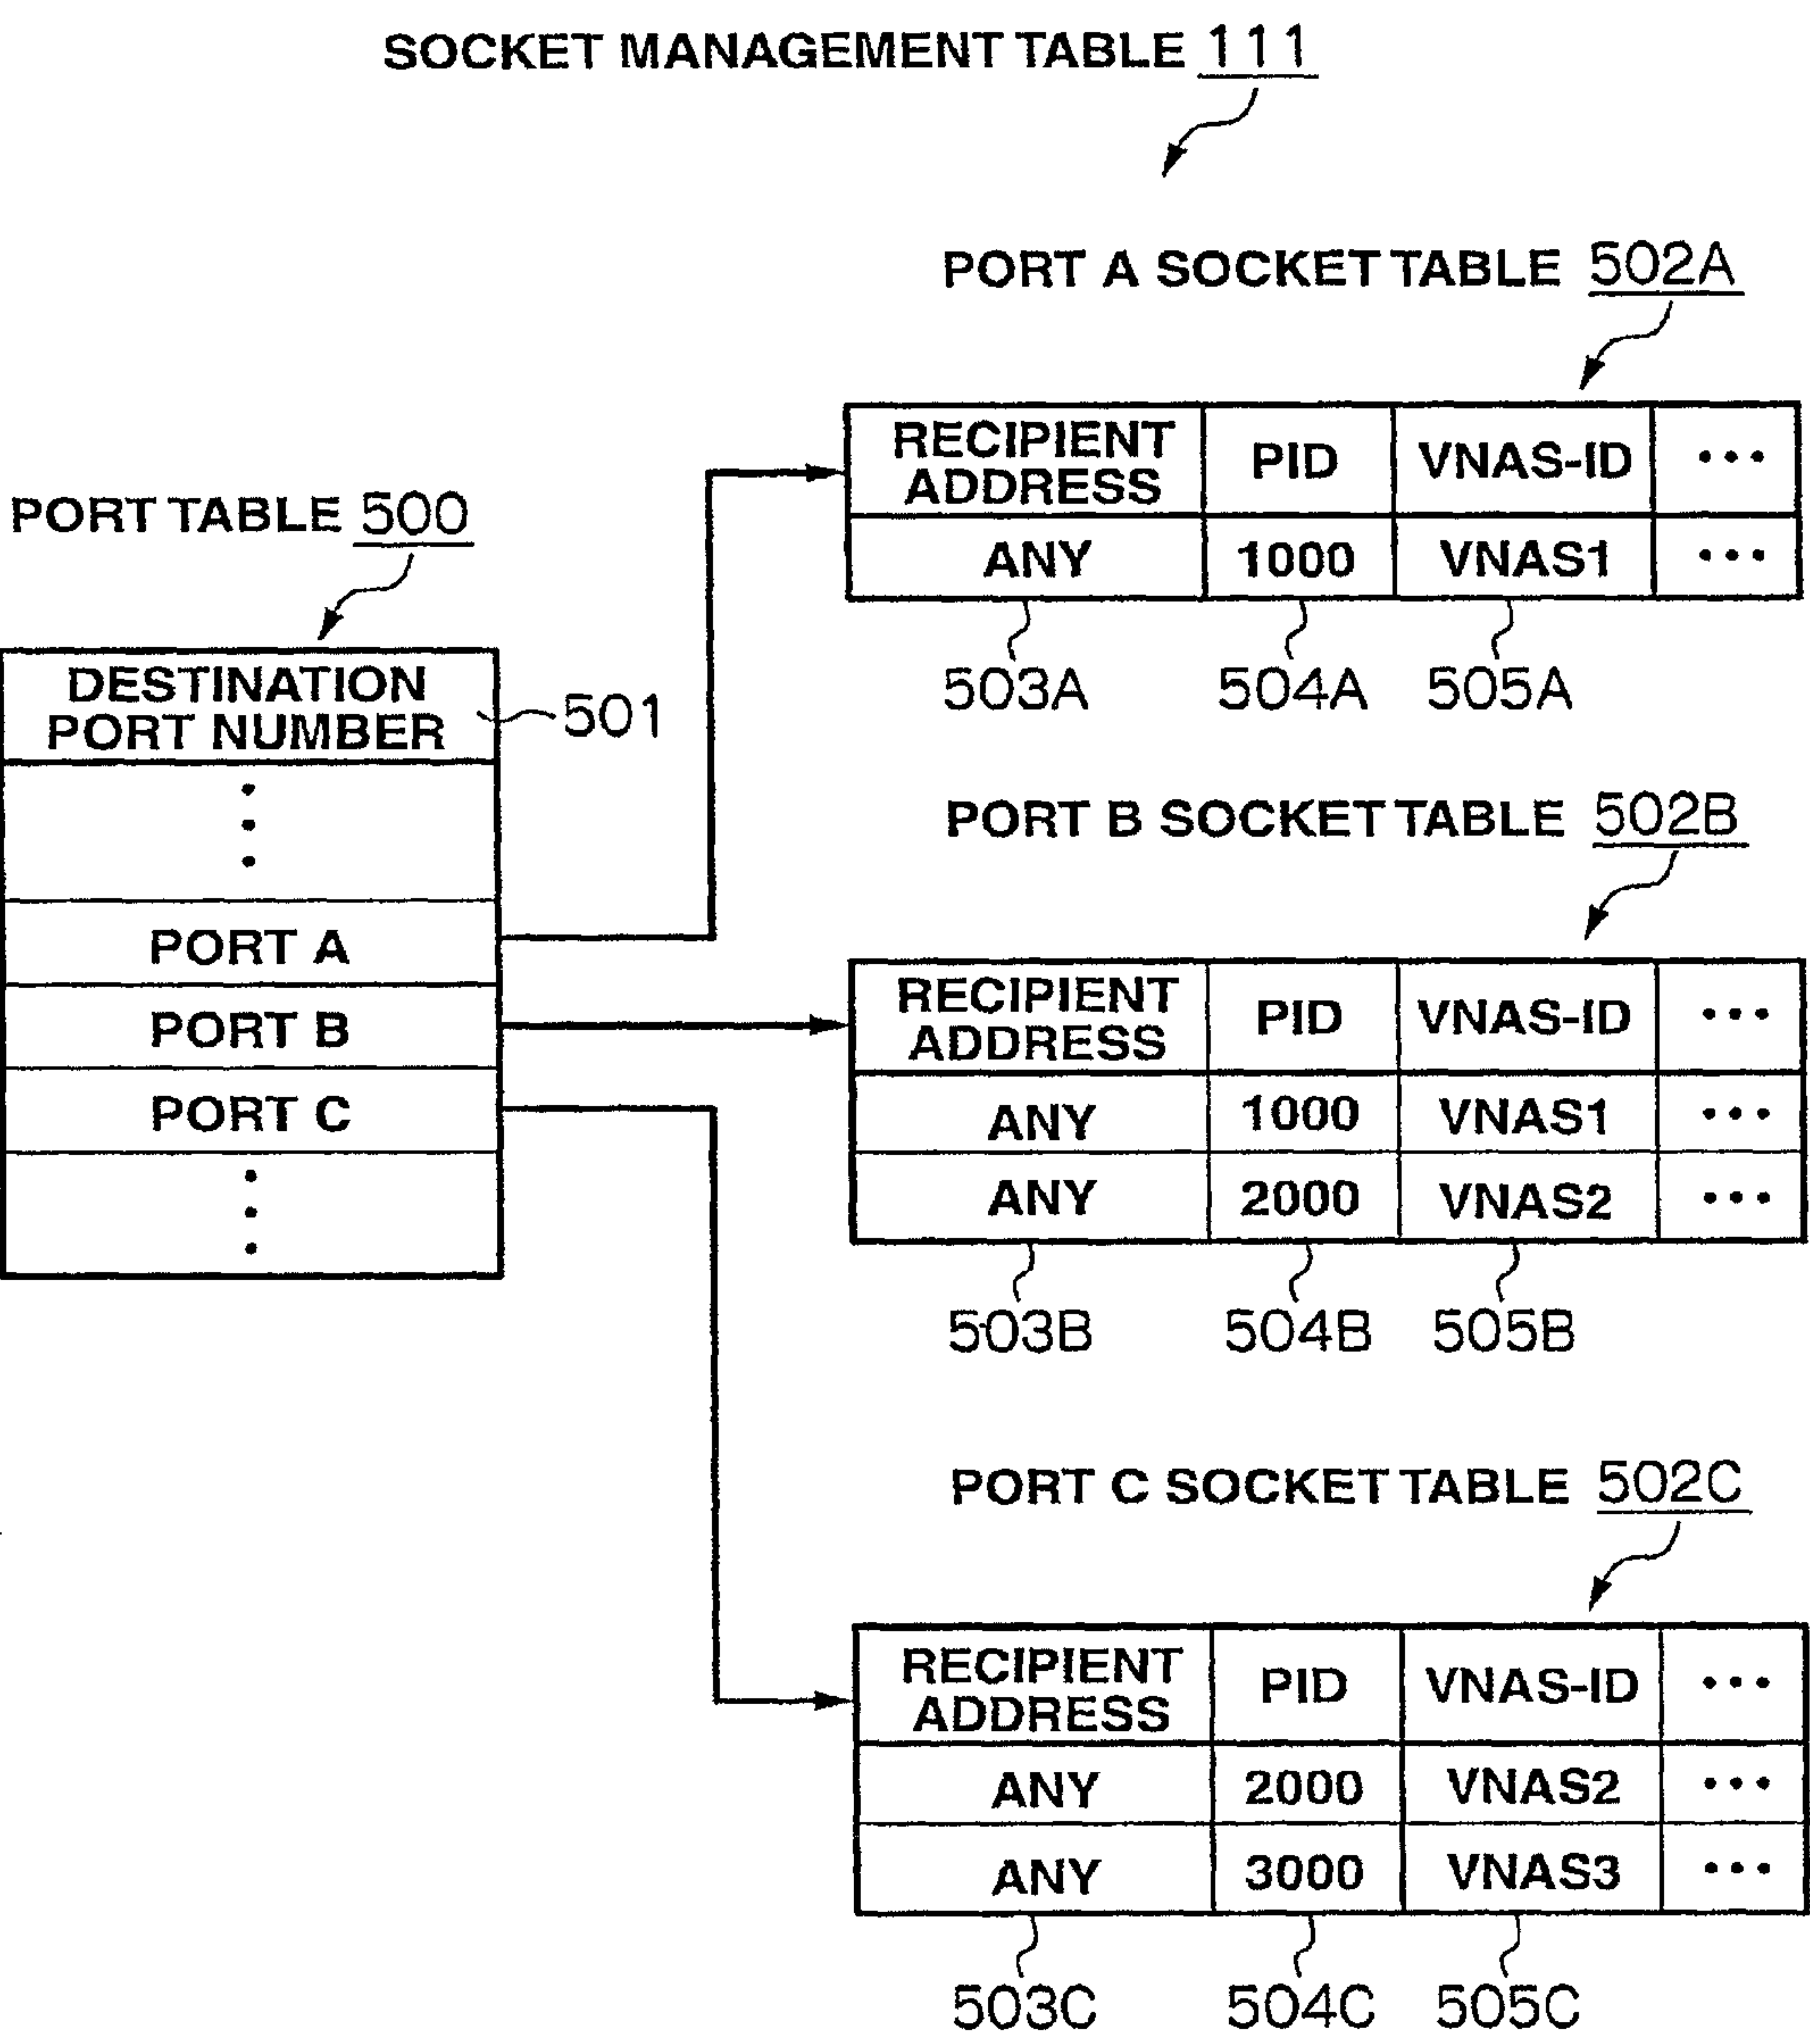 SOCKET MANAGEMENT TABLE 111
PORT A SOCKET TABLE 502A
RECIPIENT ADDRESS PID VNAS-ID •••
ANY 1000 VNAS1 •••
503A 504A 505A
PORT TABLE 500
DESTINATION
PORT NUMBER
501
PORT A
PORT B
PORT C
PORT B SOCKET TABLE 502B
RECIPIENT ADDRESS PID VNAS-ID •••
ANY 1000 VNAS1 •••
ANY 2000 VNAS2 •••
503B 504B 505B
PORT C SOCKET TABLE 502C
RECIPIENT ADDRESS PID VNAS-ID •••
ANY 2000 VNAS2 •••
ANY 3000 VNAS3 •••
503C 504C 505C